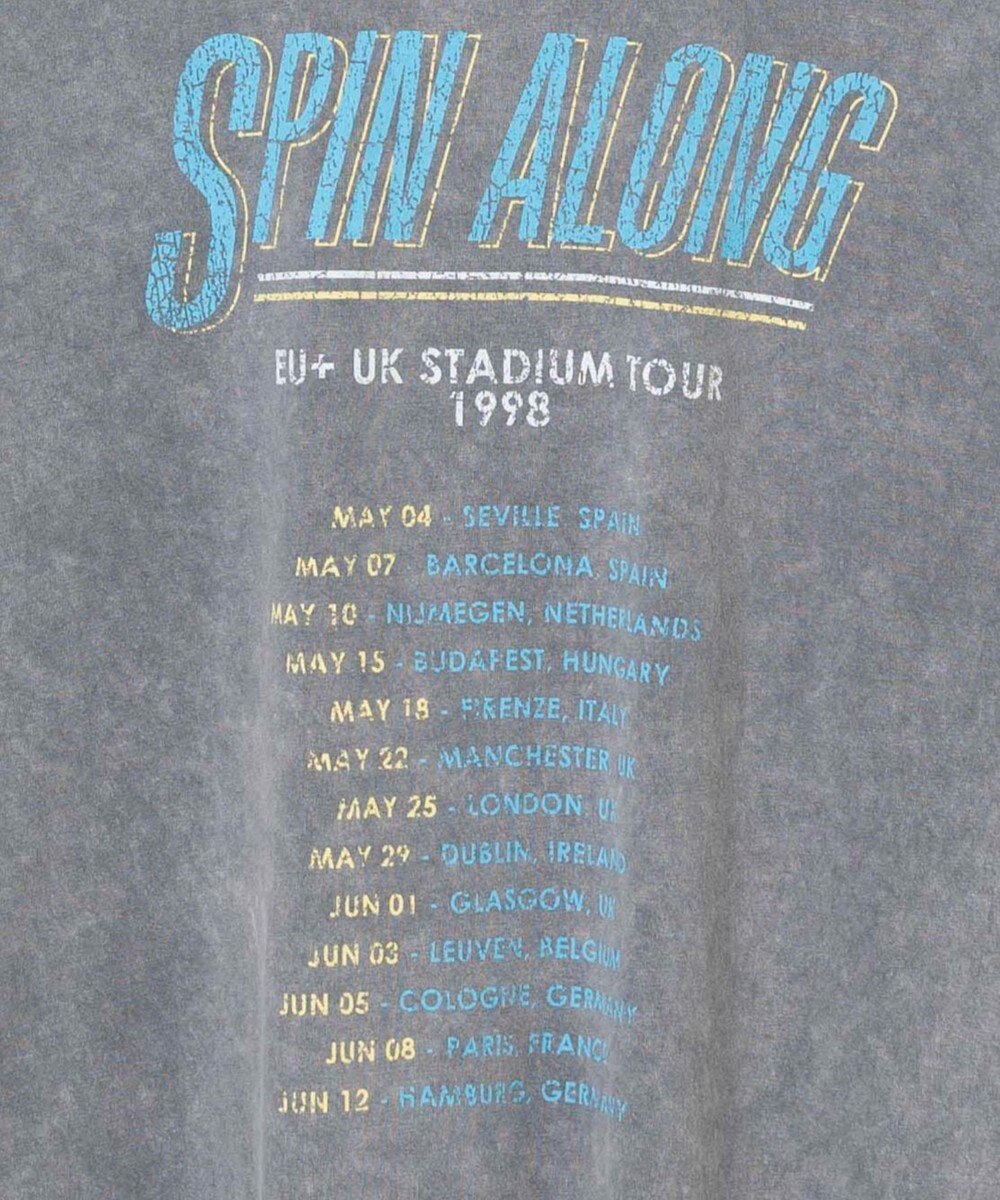 SPIN ALONG
EU+ UK STADIUM TOUR
1998
MAY 04 - SEVILLE SPAIN
MAY 07 - BARCELONA, SPAIN
MAY 10 - NIJMEGEN, NETHERLANDS
MAY 15 - BUDAPEST, HUNGARY
MAY 18 - FIRENZE, ITALY
MAY 22 - MANCHESTER UK
MAY 25 - LONDON, UK
MAY 29 - DUBLIN, IRELAND
JUN 01 - GLASGOW, UK
JUN 03 - LEUVEN, BELGIUM
JUN 05 - COLOGNE, GERMANY
JUN 08 - PARIS, FRANCE
JUN 12 - HAMBURG, GERMANY